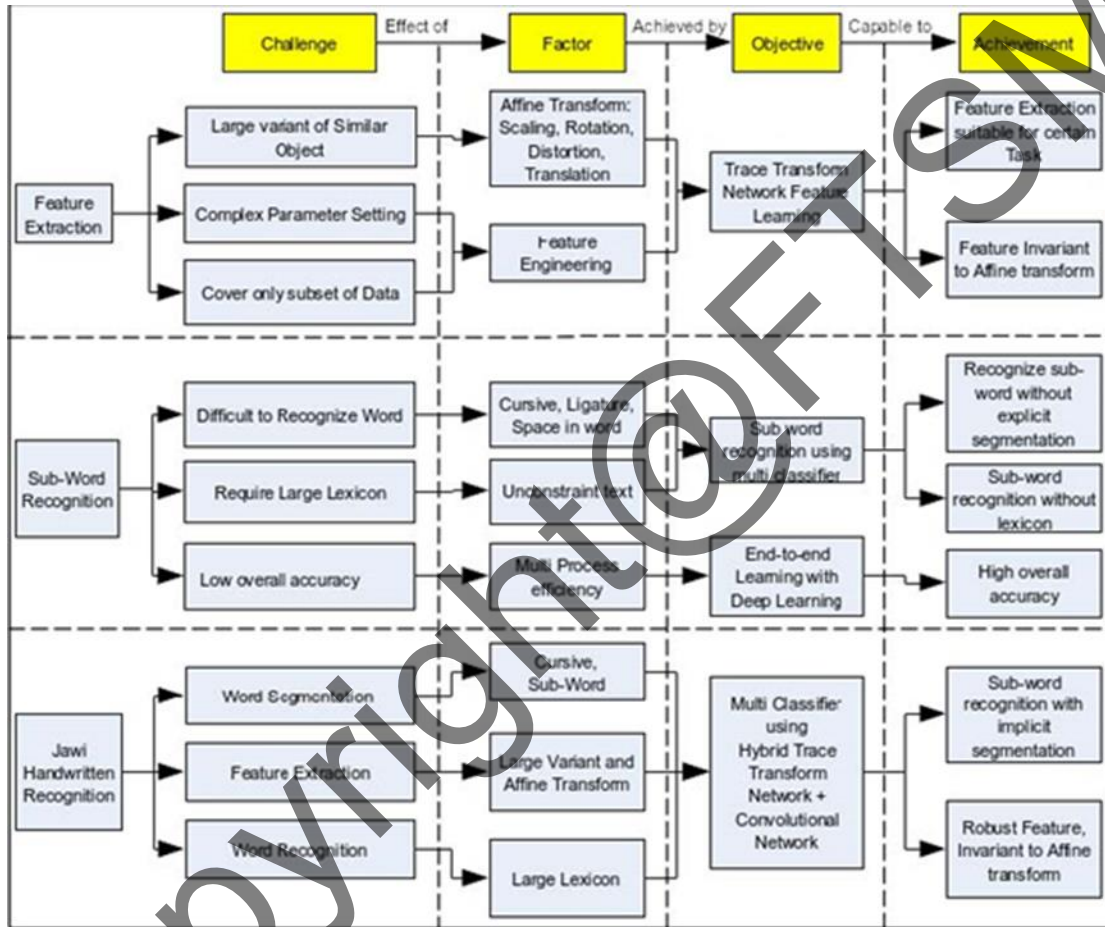 Challenge
Effect of
Factor
Achieved by
Objective
Capable to
Achievement
Feature
Extraction
Large variant of Similar
Object
Complex Parameter Setting
Cover only subset of Data
Affine Transform:
Scaling, Rotation,
Distortion,
Translation
Feature
Engineering
Trace Transform
Network Feature
Learning
Feature Extraction
suitable for certain
Task
Feature Invariant
to Affine transform
Sub-Word
Recognition
Difficult to Recognize Word
Require Large Lexicon
Low overall accuracy
Cursive, Ligature,
Space in word
Unconstraint text
Multi Process
efficiency
Sub word
recognition using
multi classifier
End-to-end
Learning with
Deep Learning
Recognize sub-
word without
explicit
segmentation
Sub-word
recognition without
lexicon
High overall
accuracy
Jawi
Handwritten
Recognition
Word Segmentation
Feature Extraction
Word Recognition
Cursive,
Sub-Word
Large Variant and
Affine Transform
Large Lexicon
Multi Classifier
using
Hybrid Trace
Transform
Network +
Convolutional
Network
Sub-word
recognition with
implicit
segmentation
Robust Feature,
Invariant to Affine
transform
pyright@FTSM